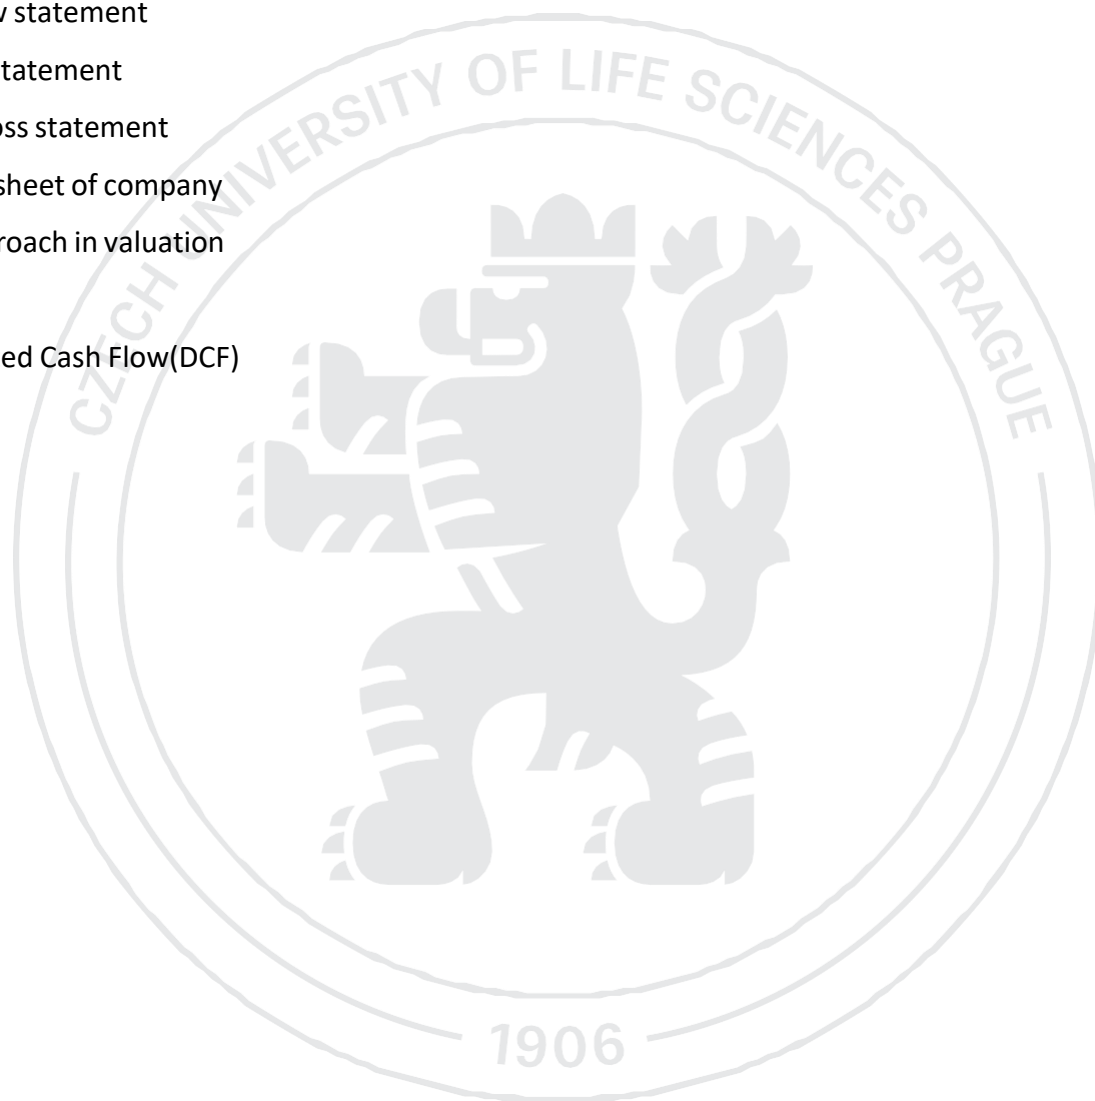 w statement
tatement
oss statement
sheet of company
roach in valuation
ed Cash Flow(DCF)
CZECH UNIVERSITY OF LIFE SCIENCES PRAGUE
1906